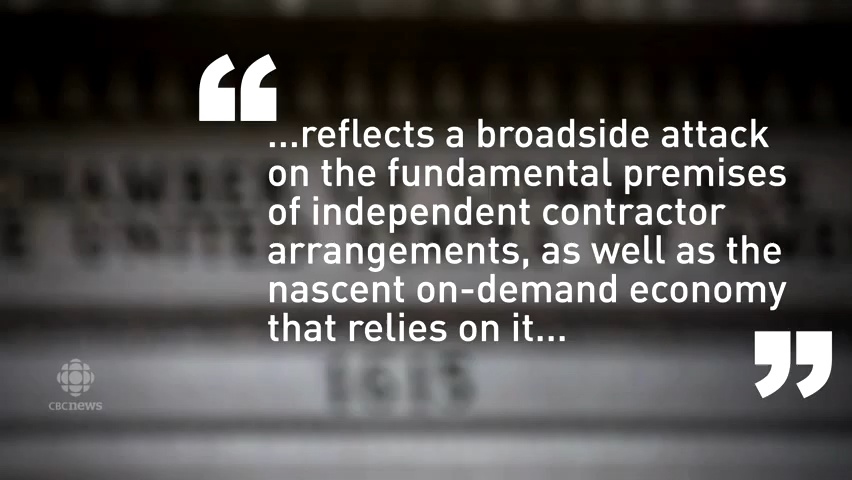 ...reflects a broadside attack
on the fundamental premises
of independent contractor
arrangements, as well as the
nascent on-demand economy
that relies on it...
1615
CBCnews